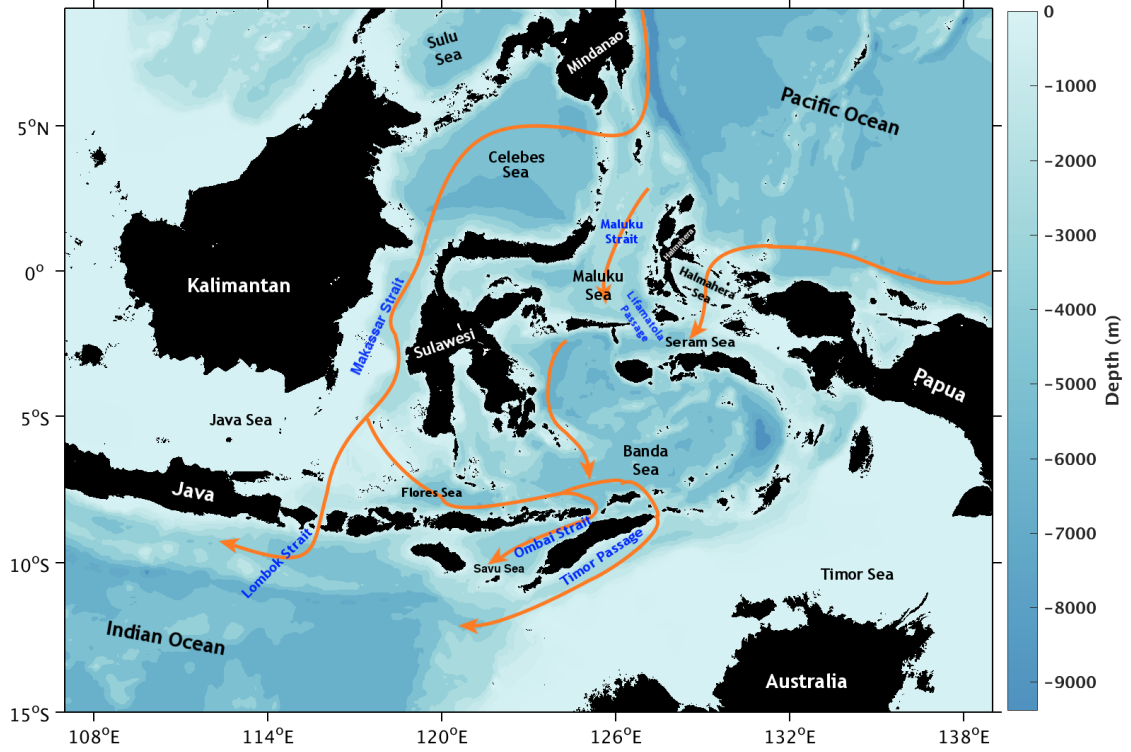 Sulu
Sea
Mindanao
Pacific Ocean
5°N
Celebes
Sea
Maluku
Strait
Halmahera
0°
Kalimantan
Maluku
Sea
Halmahera
Sea
Makassar Strait
Lifamatola
Passage
Sulawesi
Seram Sea
Papua
5°S
Java Sea
Banda
Sea
Java
Flores Sea
Ombai Strait
Timor Passage
Lombok Strait
Savu Sea
10°S
Timor Sea
Indian Ocean
Australia
15°S
108°E
114°E
120°E
126°E
132°E
138°E
0
-1000
-2000
-3000
-4000
-5000
-6000
-7000
-8000
-9000
Depth (m)